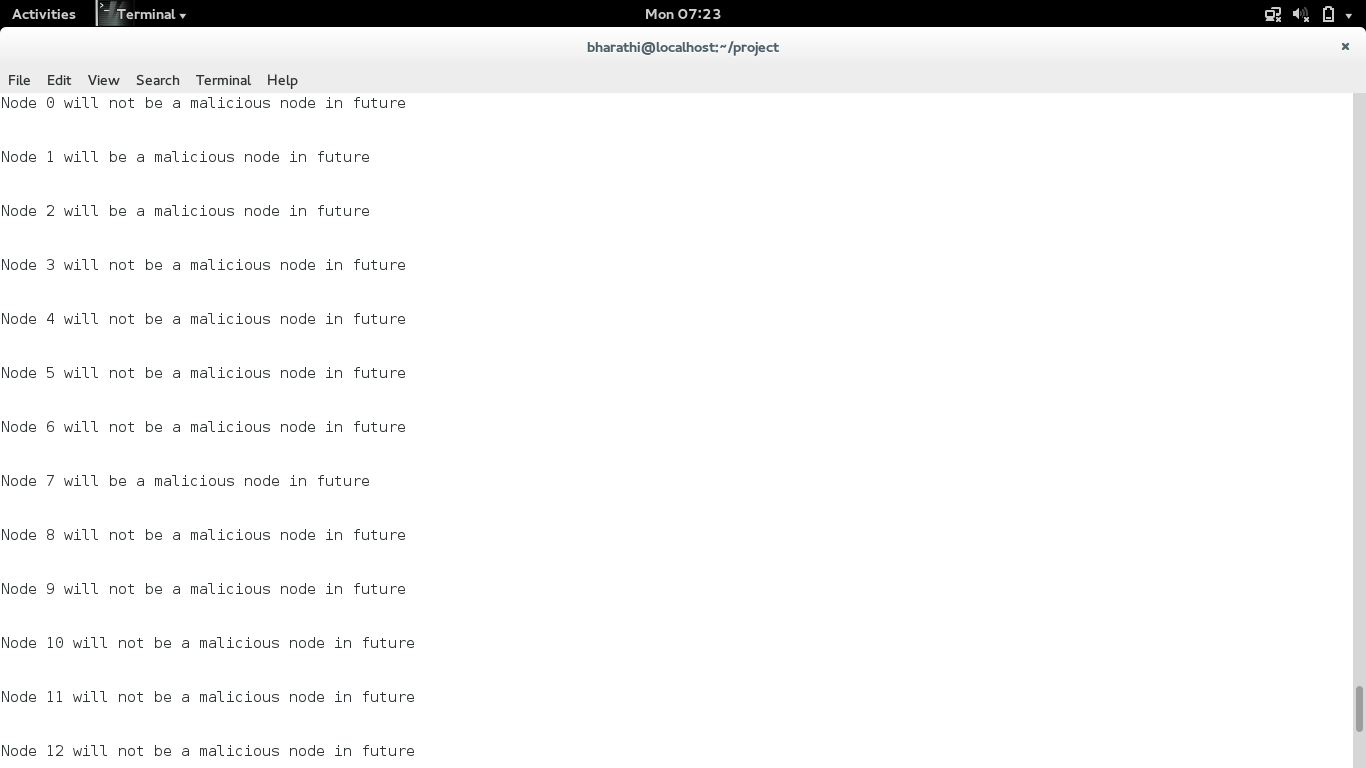 Activities Terminal Mon 07:23
bharathi@localhost:~/project
File Edit View Search Terminal Help
Node 0 will not be a malicious node in future
Node 1 will be a malicious node in future
Node 2 will be a malicious node in future
Node 3 will not be a malicious node in future
Node 4 will not be a malicious node in future
Node 5 will not be a malicious node in future
Node 6 will not be a malicious node in future
Node 7 will be a malicious node in future
Node 8 will not be a malicious node in future
Node 9 will not be a malicious node in future
Node 10 will not be a malicious node in future
Node 11 will not be a malicious node in future
Node 12 will not be a malicious node in future